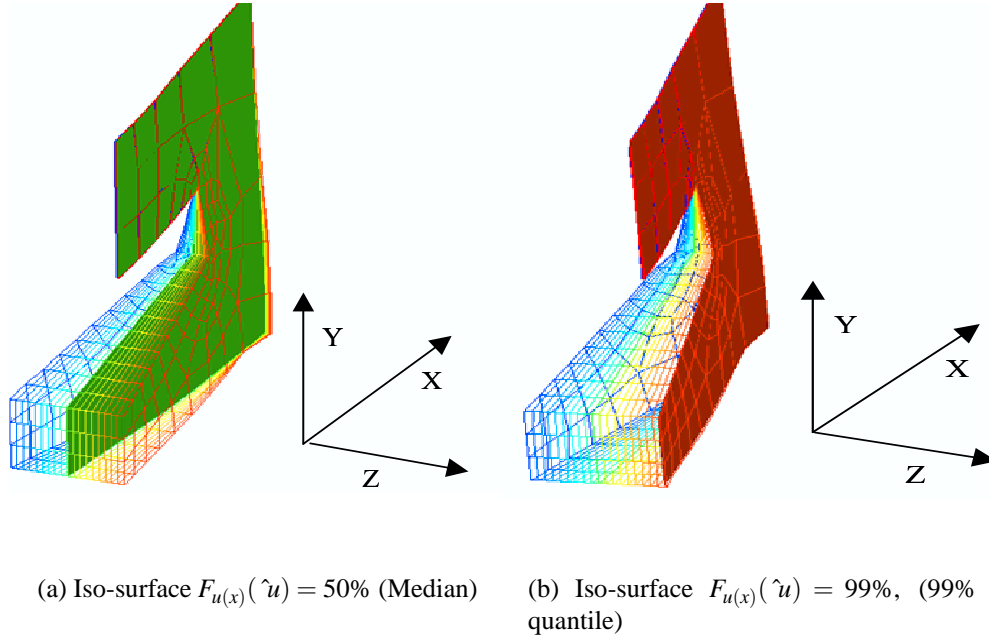 Y
X
Z
Y
X
Z
(a) Iso-surface F_{u(x)}(ˆu) = 50% (Median)
(b) Iso-surface F_{u(x)}(ˆu) = 99%, (99%
quantile)